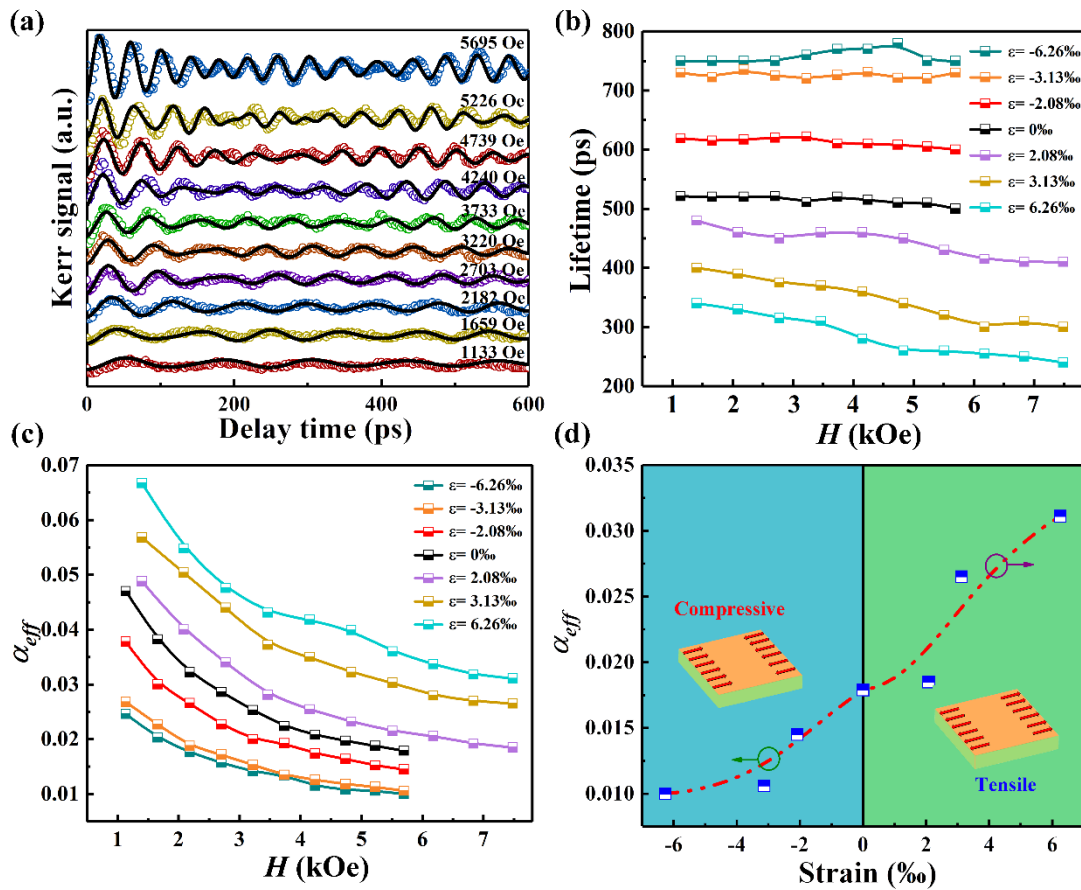 (a)
Kerr signal (a.u.)
5695 Oe
5226 Oe
4739 Oe
4240 Oe
3733 Oe
3220 Oe
2703 Oe
2182 Oe
1659 Oe
1133 Oe
0 200 400 600
Delay time (ps)
(b)
Lifetime (ps)
800
700
600
500
400
300
200
ε= -6.26‰
ε= -3.13‰
ε= -2.08‰
ε= 0‰
ε= 2.08‰
ε= 3.13‰
ε= 6.26‰
1 2 3 4 5 6 7
H (kOe)
(c)
αeff
0.07
0.06
0.05
0.04
0.03
0.02
0.01
ε= -6.26‰
ε= -3.13‰
ε= -2.08‰
ε= 0‰
ε= 2.08‰
ε= 3.13‰
ε= 6.26‰
1 2 3 4 5 6 7
H (kOe)
(d)
αeff
0.035
0.030
0.025
0.020
0.015
0.010
Compressive
Tensile
-6 -4 -2 0 2 4 6
Strain (‰)